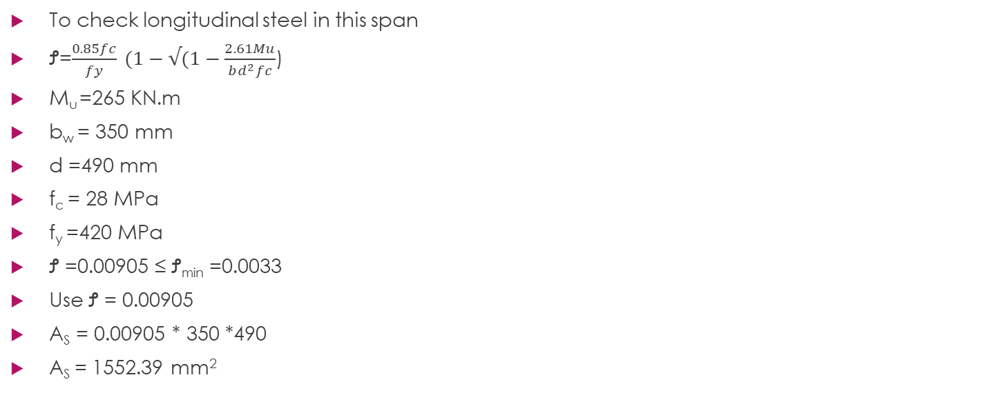 To check longitudinal steel in this span
ƍ=0.85fc/fy (1 − √(1 − 2.61Mu/bd²fc)
Mu=265 KN.m
bw = 350 mm
d =490 mm
fc = 28 MPa
fy =420 MPa
ƍ =0.00905 ≤ ƍmin =0.0033
Use ƍ = 0.00905
AS = 0.00905 * 350 *490
AS = 1552.39 mm²